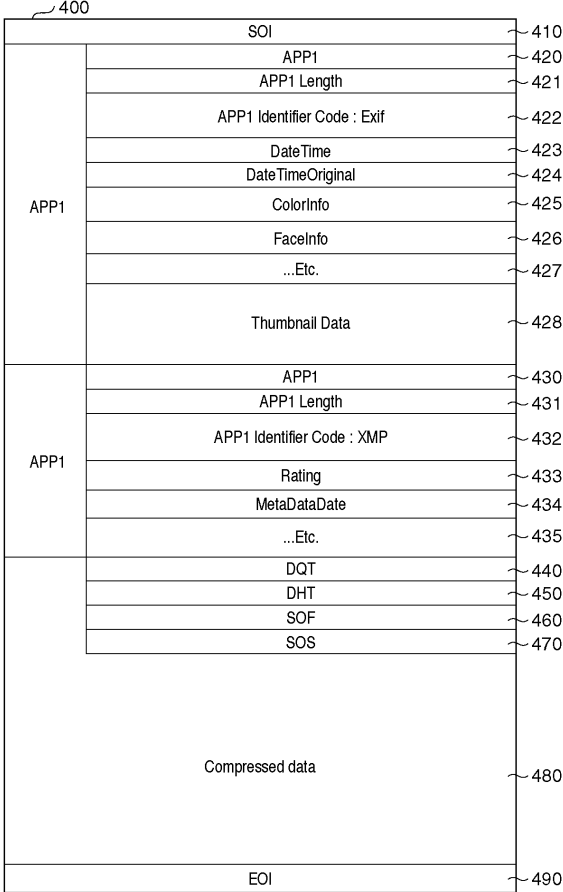 400
SOI 410
APP1 420
APP1 Length 421
APP1 Identifier Code : Exif 422
DateTime 423
DateTimeOriginal 424
APP1
ColorInfo 425
FaceInfo 426
...Etc. 427
Thumbnail Data 428
APP1 430
APP1 Length 431
APP1 Identifier Code : XMP 432
APP1
Rating 433
MetaDataDate 434
...Etc. 435
DQT 440
DHT 450
SOF 460
SOS 470
Compressed data 480
EOI 490